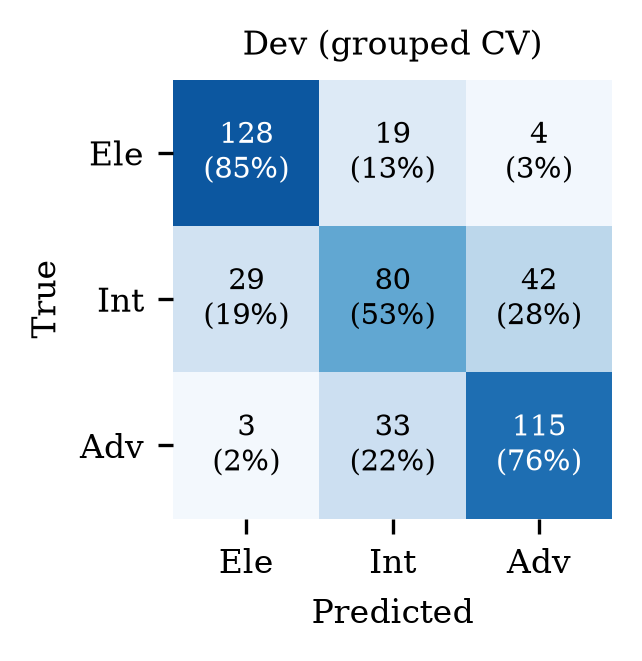 Dev (grouped CV)
Ele
128
(85%)
19
(13%)
4
(3%)
Int
29
(19%)
80
(53%)
42
(28%)
Adv
3
(2%)
33
(22%)
115
(76%)
True
Ele
Int
Adv
Predicted